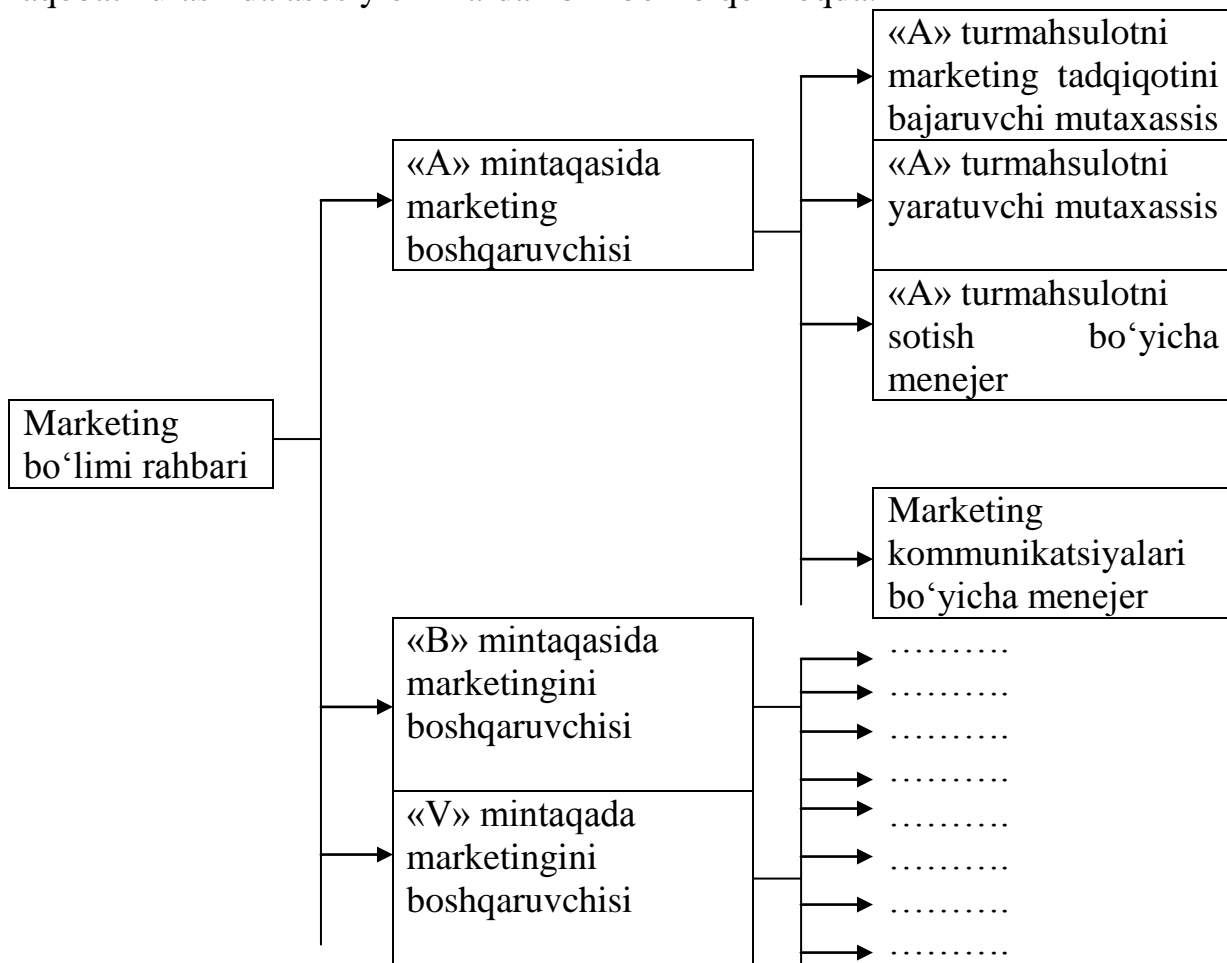 «A» turmahsulotni
marketing tadqiqotini
bajaruvchi mutaxassis
«A» mintaqasida
marketing
boshqaruvchisi
«A» turmahsulotni
yaratuvchi mutaxassis
«A» turmahsulotni
sotish bo‘yicha
menejer
Marketing
bo‘limi rahbari
Marketing
kommunikatsiyalari
bo‘yicha menejer
«B» mintaqasida
marketingini
boshqaruvchisi
……….
……….
……….
……….
«V» mintaqada
marketingini
boshqaruvchisi
……….
……….
……….
……….